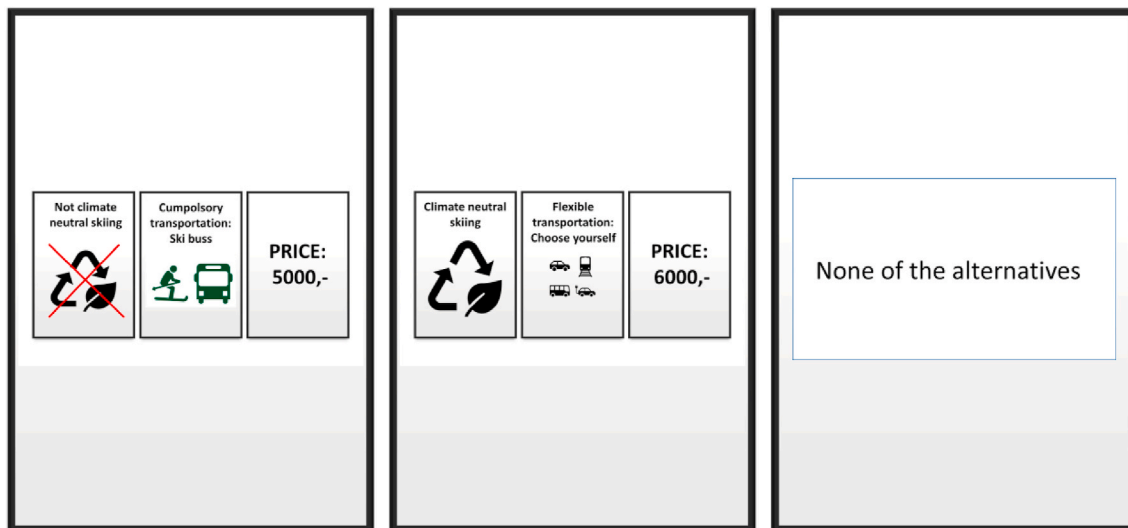 Not climate
neutral skiing
Cumpolsory
transportation:
Ski buss
PRICE:
5000,-
Climate neutral
skiing
Flexible
transportation:
Choose yourself
PRICE:
6000,-
None of the alternatives